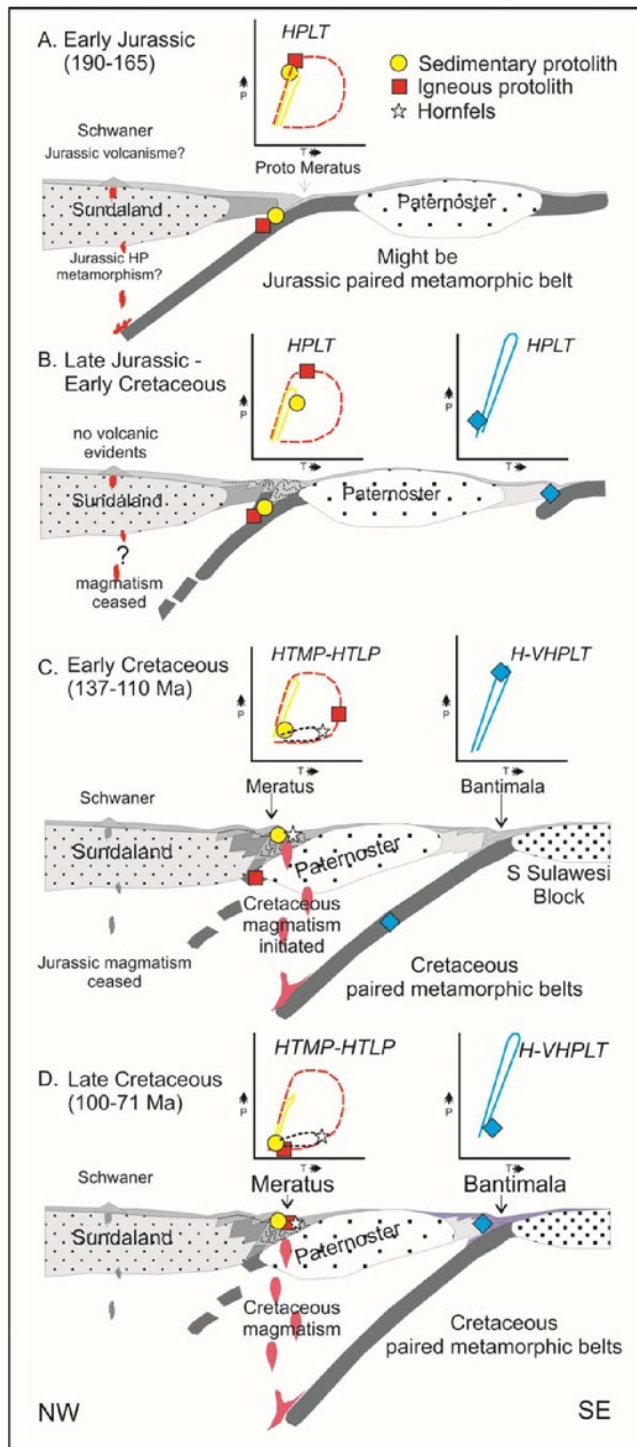 A. Early Jurassic
(190-165)
HPLT
P
T
Sedimentary protolith
Igneous protolith
Hornfels
Schwaner
Jurassic volcanisme?
Proto Meratus
Sundaland
Paternoster
Jurassic HP
metamorphism?
Might be
Jurassic paired metamorphic belt
B. Late Jurassic -
Early Cretaceous
HPLT
P
T
HPLT
P
T
no volcanic
evidents
Sundaland
Paternoster
?
magmatism
ceased
C. Early Cretaceous
(137-110 Ma)
HTMP-HTLP
P
T
H-VHPLT
P
T
Meratus
Bantimala
Schwaner
Sundaland
Paternoster
S Sulawesi
Block
Cretaceous
magmatism
initiated
Jurassic magmatism
ceased
Cretaceous
paired metamorphic belts
D. Late Cretaceous
(100-71 Ma)
HTMP-HTLP
P
T
H-VHPLT
P
T
Schwaner
Meratus
Bantimala
Sundaland
Paternoster
Cretaceous
magmatism
Cretaceous
paired metamorphic belts
NW
SE